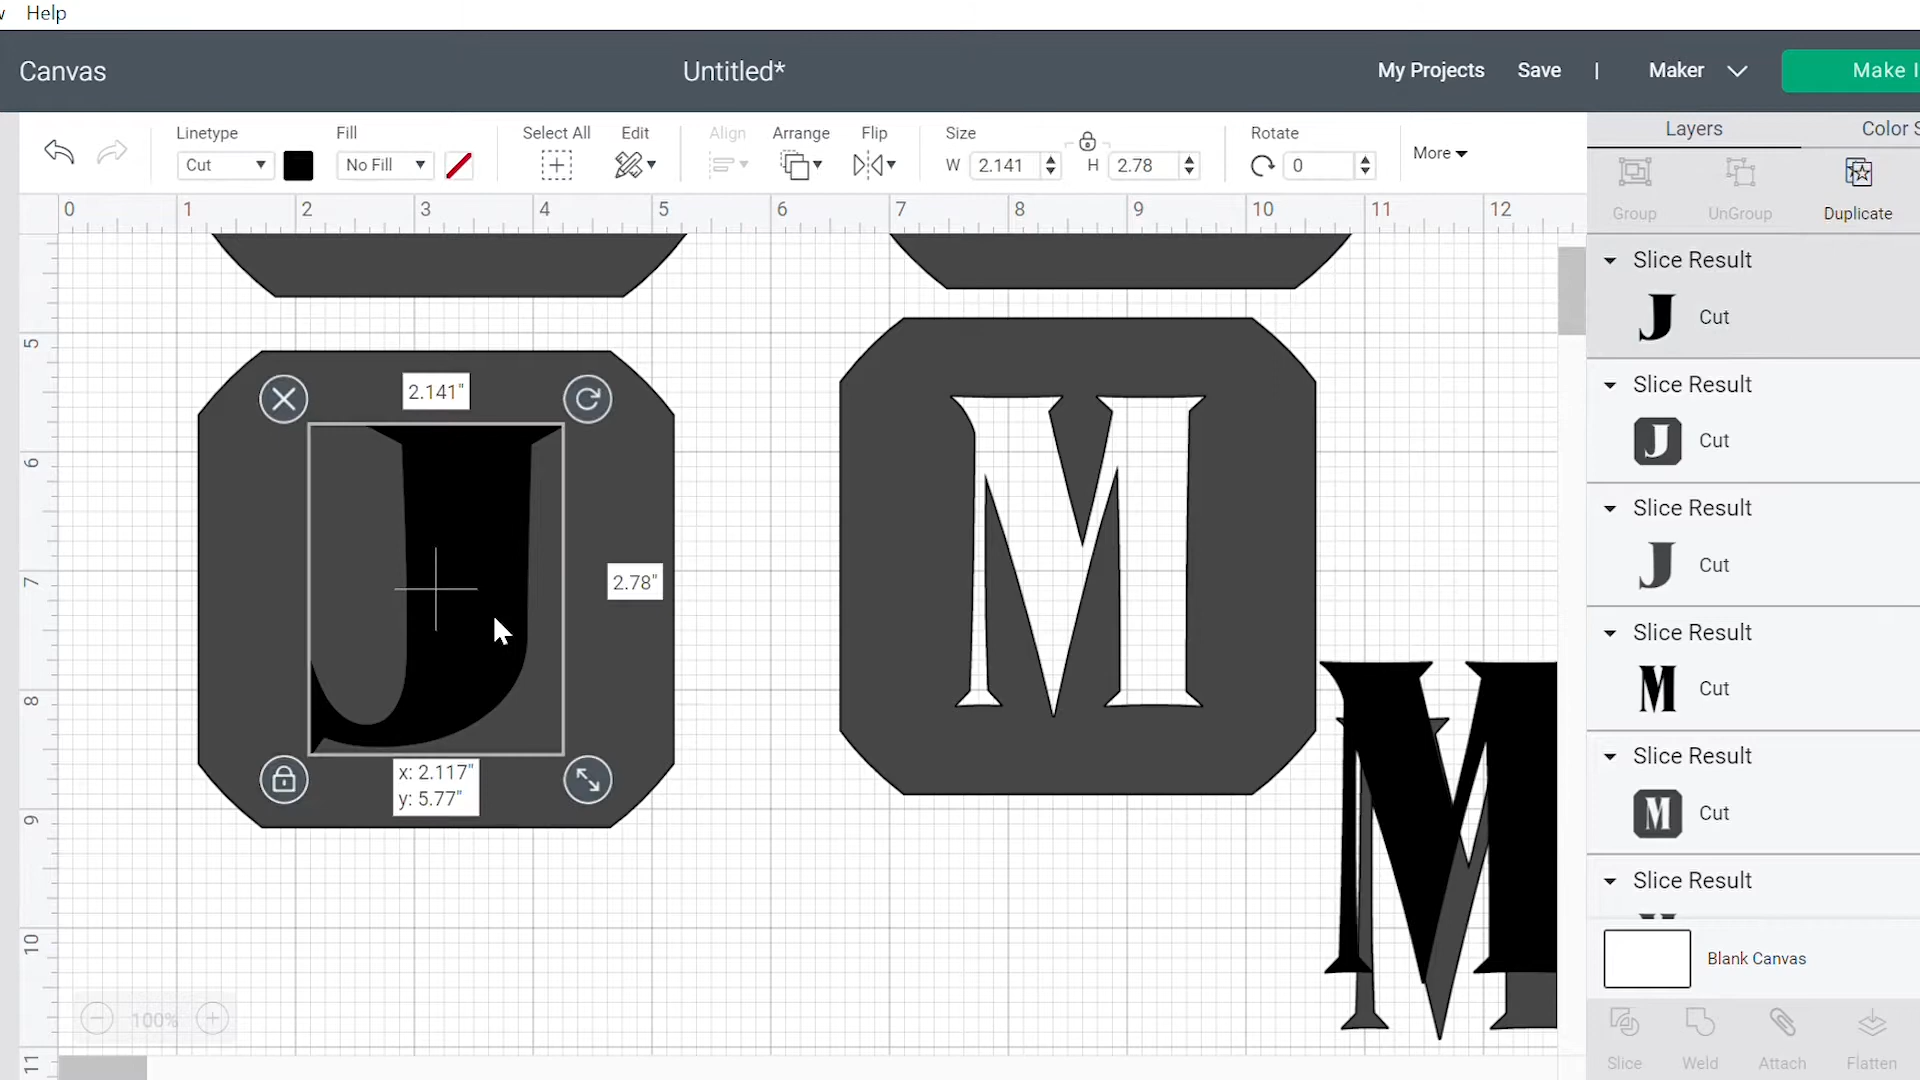 Help
Canvas
Untitled*
My Projects
Save
|
Maker
Make I
Linetype
Cut
Fill
No Fill
Select All
Edit
Align
Arrange
Flip
Size
W 2.141
H 2.78
Rotate
0
More
Layers
Color S
Group
UnGroup
Duplicate
0 1 2 3 4 5 6 7 8 9 10 11 12
5
6
7
8
9
10
11
2.141"
2.78"
x: 2.117"
y: 5.77"
J
M
M
M
100%
Slice Result
J Cut
Slice Result
J Cut
Slice Result
J Cut
Slice Result
M Cut
Slice Result
M Cut
Slice Result
Blank Canvas
Slice
Weld
Attach
Flatten